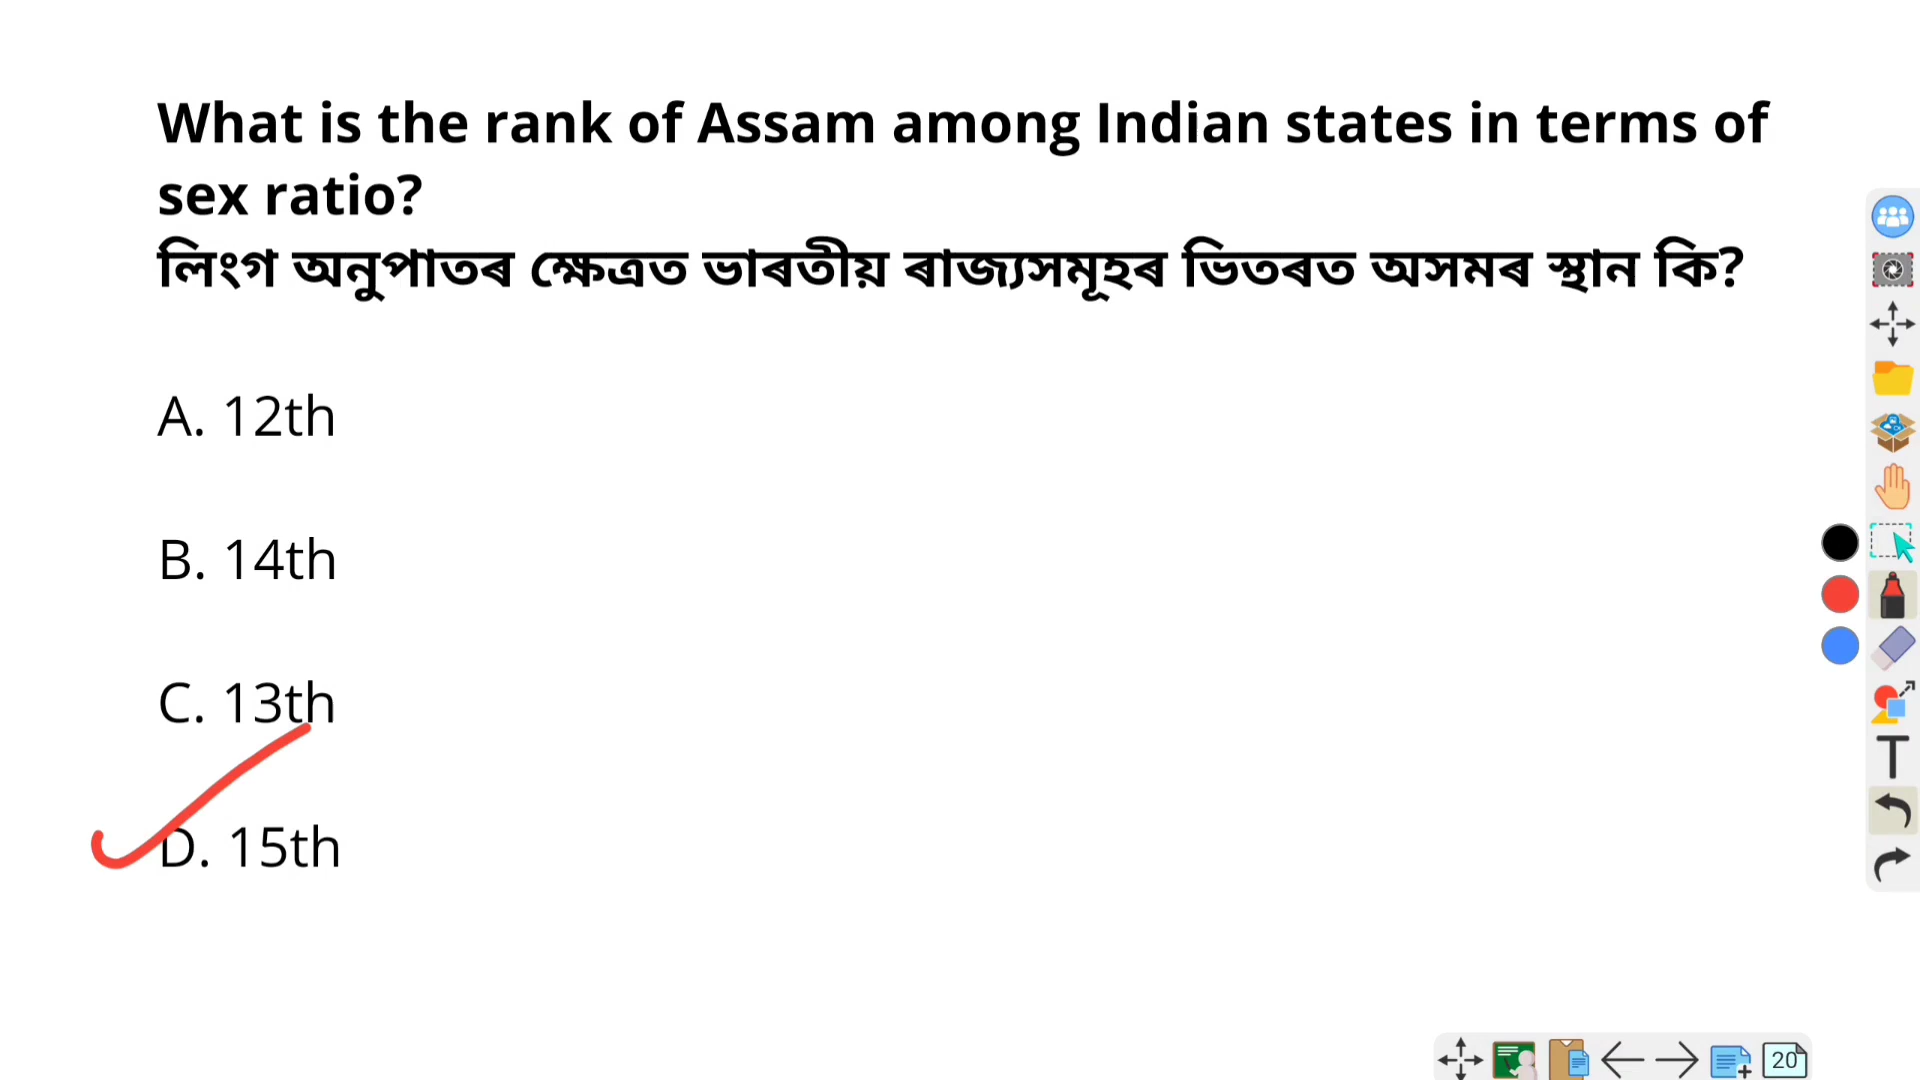 What is the rank of Assam among Indian states in terms of
sex ratio?
লিংগ অনুপাতৰ ক্ষেত্ৰত ভাৰতীয় ৰাজ্যসমূহৰ ভিতৰত অসমৰ স্থান কি?
A. 12th
B. 14th
C. 13th
D. 15th
T
20